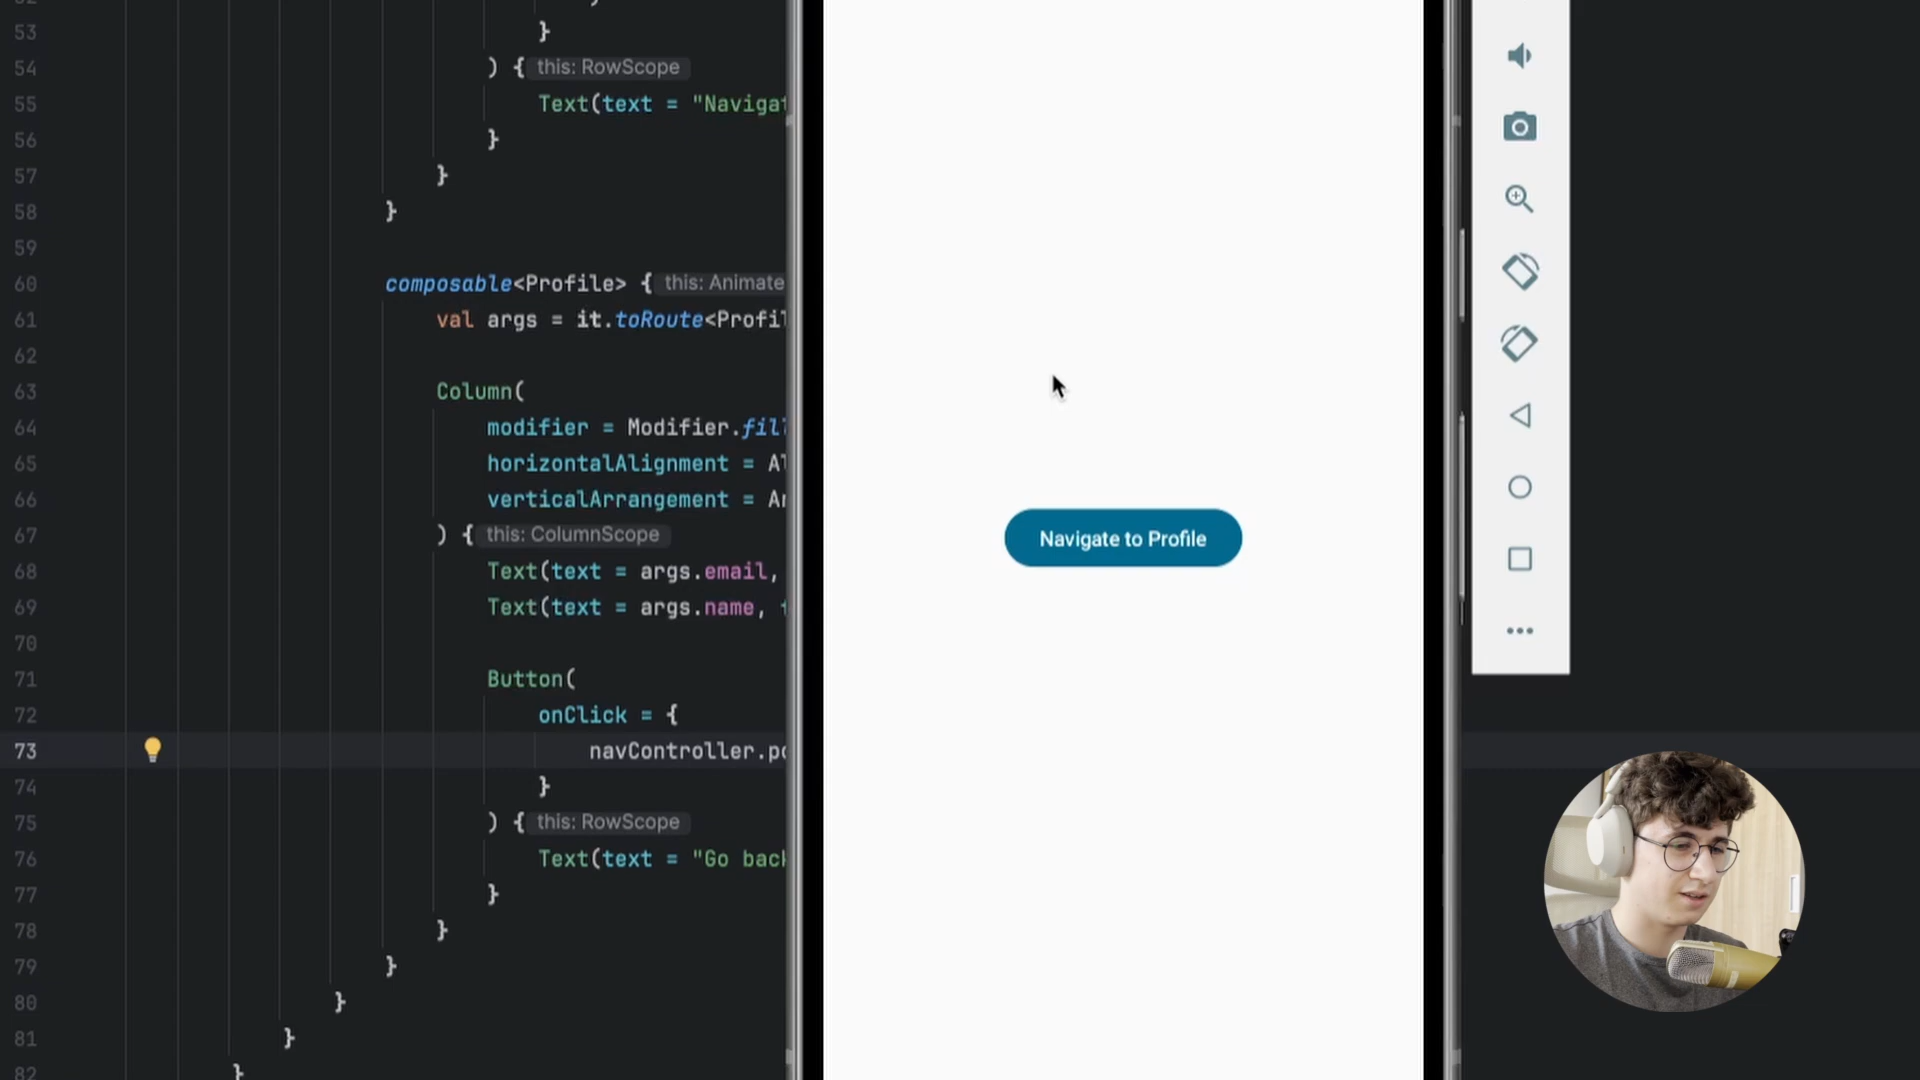 53 }
54 ) { this: RowScope
55 Text(text = "Navigat
56 }
57 }
58 }
59
60 composable<Profile> { this: Animate
61 val args = it.toRoute<Profil
62
63 Column(
64 modifier = Modifier.fill
65 horizontalAlignment = Al
66 verticalArrangement = Ar
67 ) { this: ColumnScope
68 Text(text = args.email,
69 Text(text = args.name,
70
71 Button(
72 onClick = {
73 navController.po
74 }
75 ) { this: RowScope
76 Text(text = "Go back
77 }
78 }
79 }
80 }
81 }
82 }
Navigate to Profile